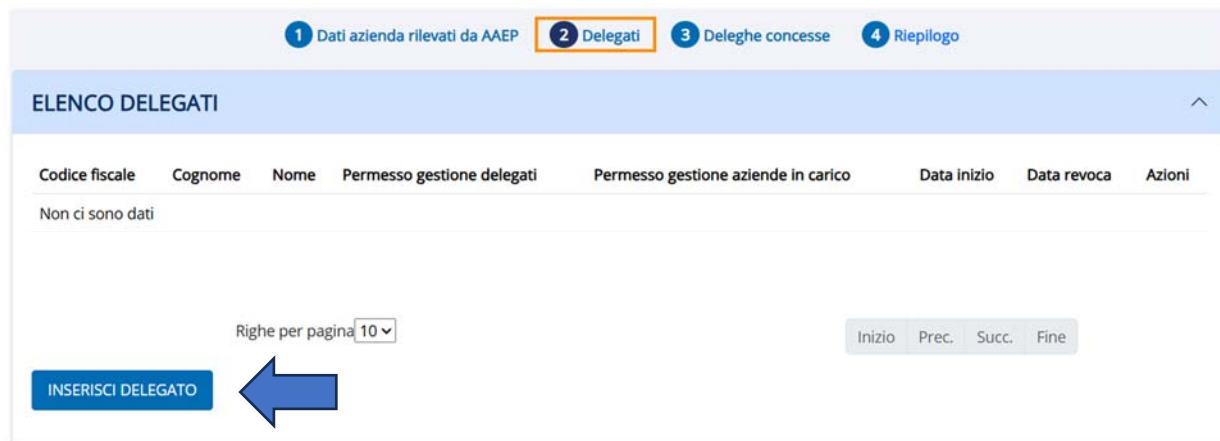 1 Dati azienda rilevati da AAEP 2 Delegati 3 Deleghe concesse 4 Riepilogo
ELENCO DELEGATI
Codice fiscale Cognome Nome Permesso gestione delegati Permesso gestione aziende in carico Data inizio Data revoca Azioni
Non ci sono dati
Righe per pagina 10 Inizio Prec. Succ. Fine
INSERISCI DELEGATO